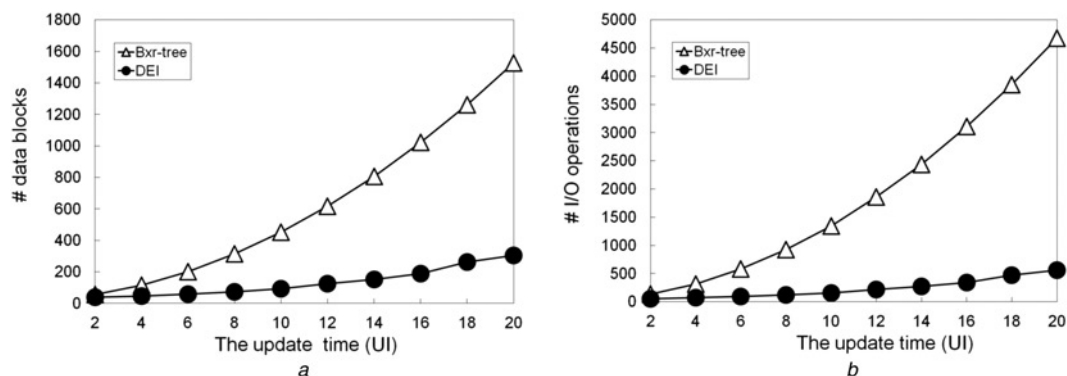 1800
1600
1400
1200
1000
800
600
400
200
0
# data blocks
Bxr-tree
DEI
2 4 6 8 10 12 14 16 18 20
The update time (UI)
a
5000
4500
4000
3500
3000
2500
2000
1500
1000
500
0
# I/O operations
Bxr-tree
DEI
2 4 6 8 10 12 14 16 18 20
The update time (UI)
b